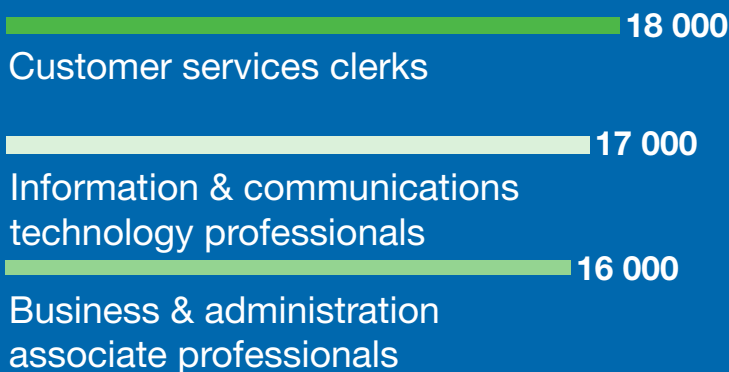 18 000
Customer services clerks
17 000
Information & communications
technology professionals
16 000
Business & administration
associate professionals